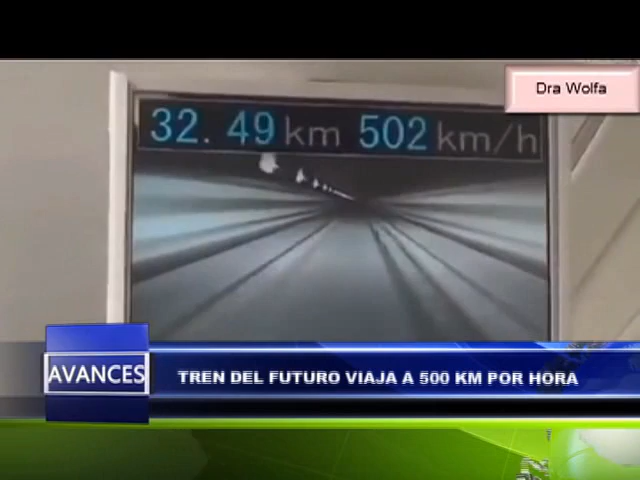 Dra Wolfa
32. 49 km 502 km/h
AVANCES
TREN DEL FUTURO VIAJA A 500 KM POR HORA